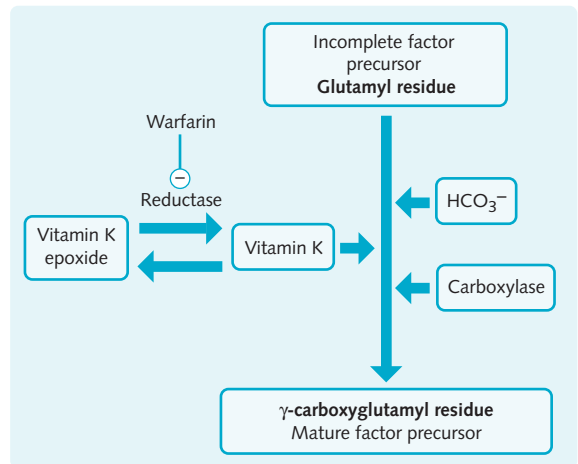 Incomplete factor
precursor
Glutamyl residue
Warfarin
−
Reductase
HCO₃⁻
Vitamin K
epoxide
Vitamin K
Carboxylase
γ-carboxyglutamyl residue
Mature factor precursor